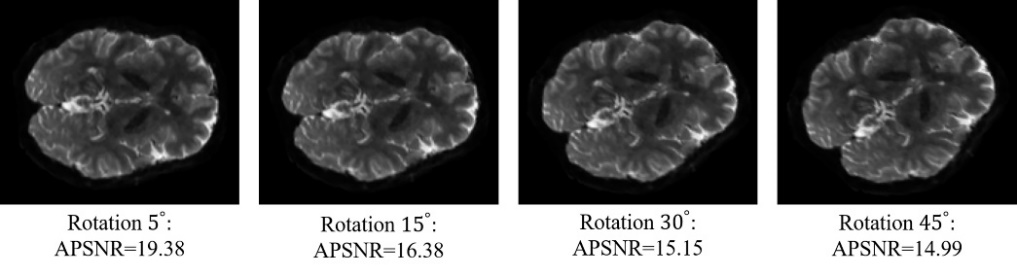 Rotation 5°:
APSNR=19.38
Rotation 15°:
APSNR=16.38
Rotation 30°:
APSNR=15.15
Rotation 45°:
APSNR=14.99